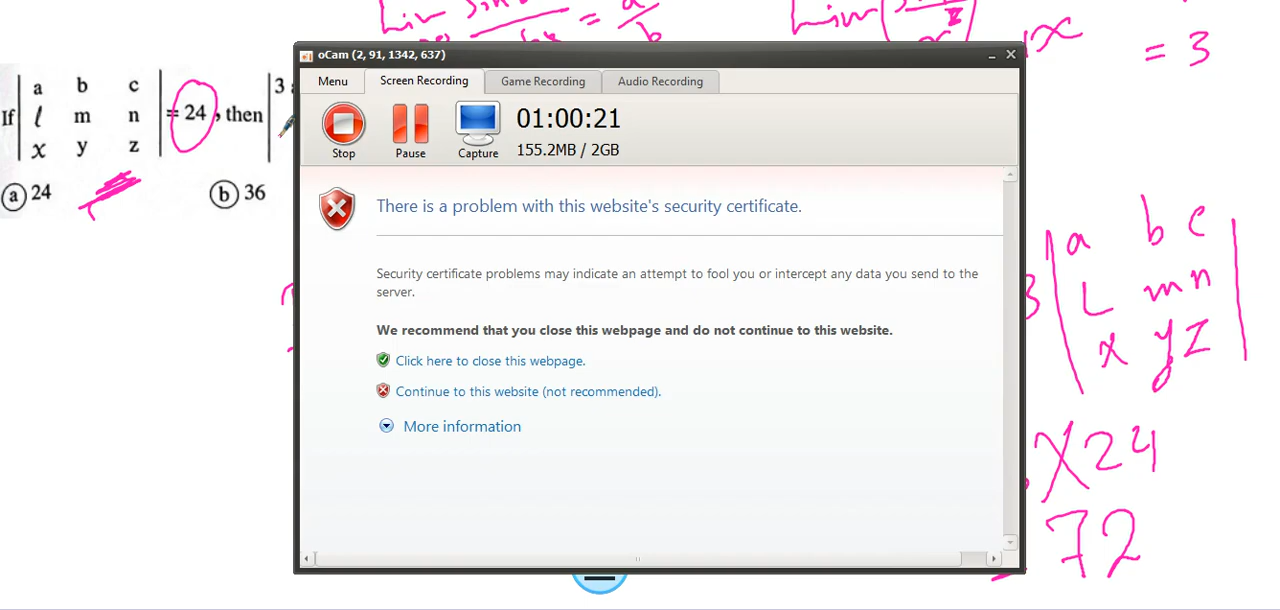 = a/b
= 3
oCam (2, 91, 1342, 637)
Menu Screen Recording Game Recording Audio Recording
Stop Pause Capture
01:00:21
155.2MB / 2GB
There is a problem with this website's security certificate.
Security certificate problems may indicate an attempt to fool you or intercept any data you send to the
server.
We recommend that you close this webpage and do not continue to this website.
Click here to close this webpage.
Continue to this website (not recommended).
More information
a b c
If ℓ m n = 24 , then 3
x y z
(a) 24 (b) 36
a b c
3 L m n
x y z
X 24
72